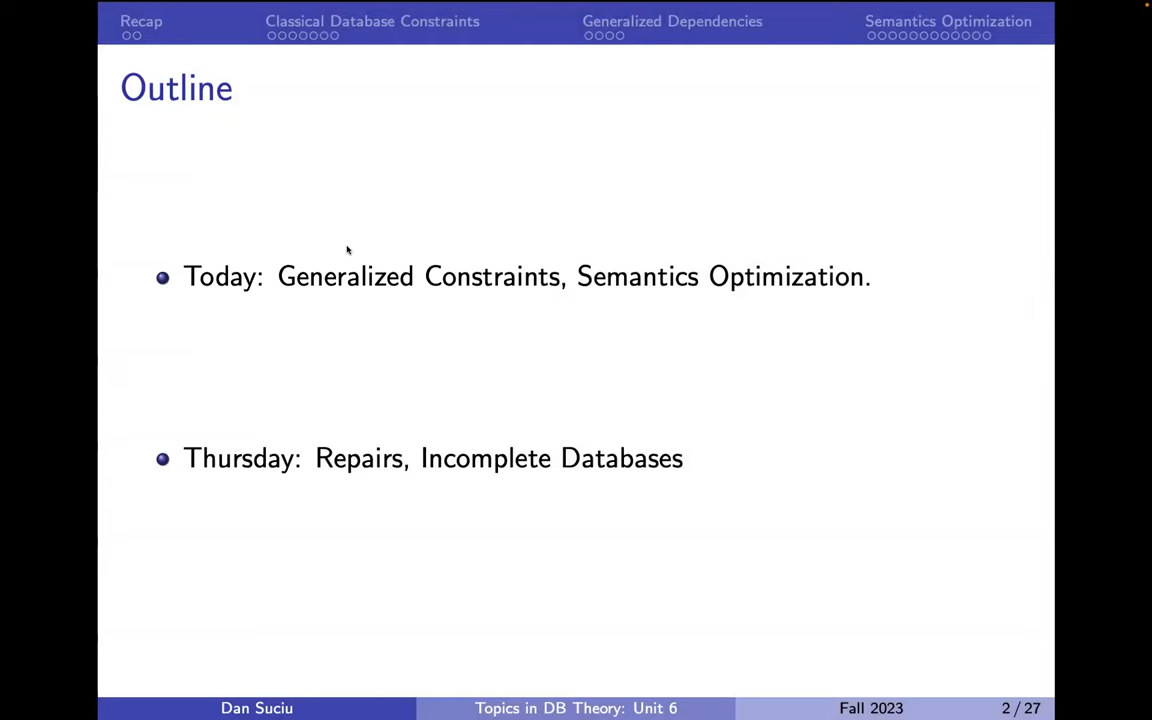 Recap Classical Database Constraints Generalized Dependencies Semantics Optimization
Outline
Today: Generalized Constraints, Semantics Optimization.
Thursday: Repairs, Incomplete Databases
Dan Suciu Topics in DB Theory: Unit 6 Fall 2023 2 / 27